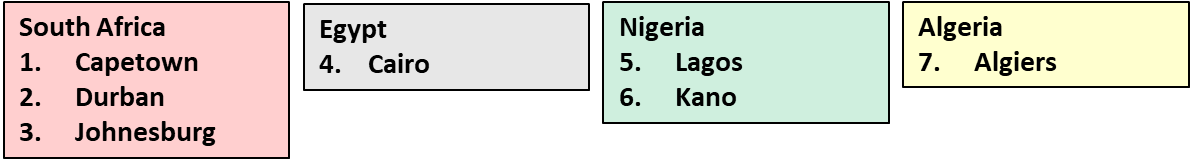 South Africa
1. Capetown
2. Durban
3. Johnesburg
Egypt
4. Cairo
Nigeria
5. Lagos
6. Kano
Algeria
7. Algiers